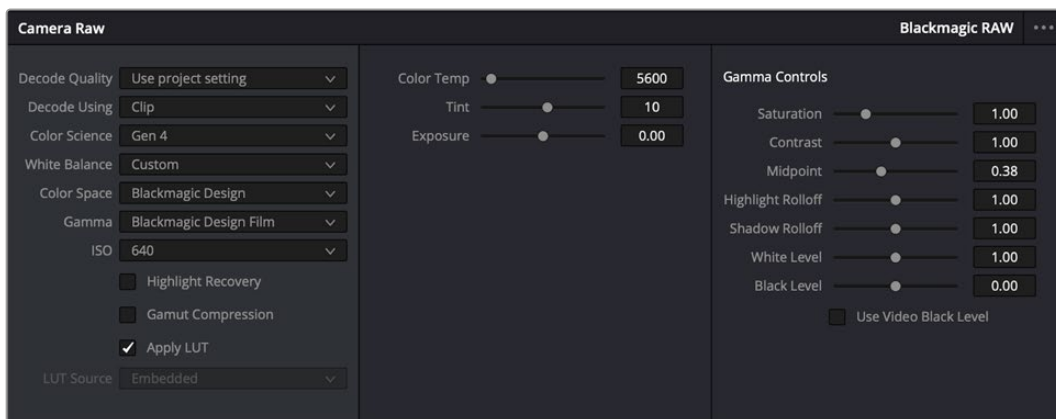 Camera Raw
Blackmagic RAW
Decode Quality Use project setting
Decode Using Clip
Color Science Gen 4
White Balance Custom
Color Space Blackmagic Design
Gamma Blackmagic Design Film
ISO 640
Highlight Recovery
Gamut Compression
Apply LUT
LUT Source Embedded
Color Temp 5600
Tint 10
Exposure 0.00
Gamma Controls
Saturation 1.00
Contrast 1.00
Midpoint 0.38
Highlight Rolloff 1.00
Shadow Rolloff 1.00
White Level 1.00
Black Level 0.00
Use Video Black Level